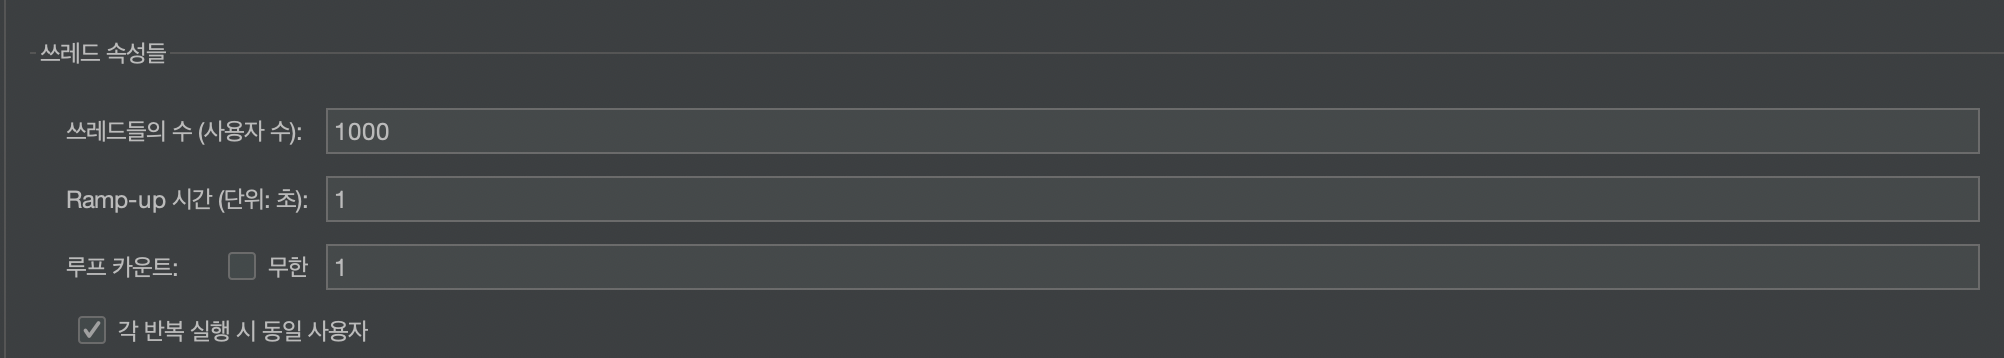 쓰레드 속성들
쓰레드들의 수 (사용자 수): 1000
Ramp-up 시간 (단위: 초): 1
루프 카운트: 무한 1
각 반복 실행 시 동일 사용자